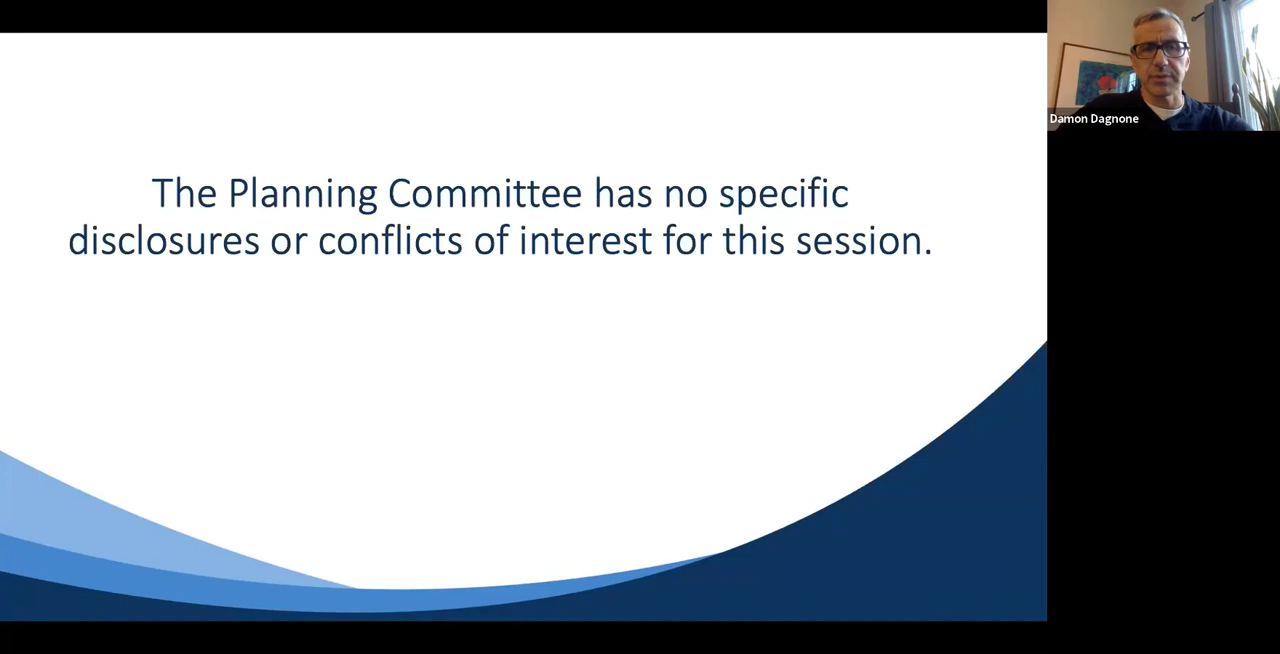 The Planning Committee has no specific
disclosures or conflicts of interest for this session.
Damon Dagnone